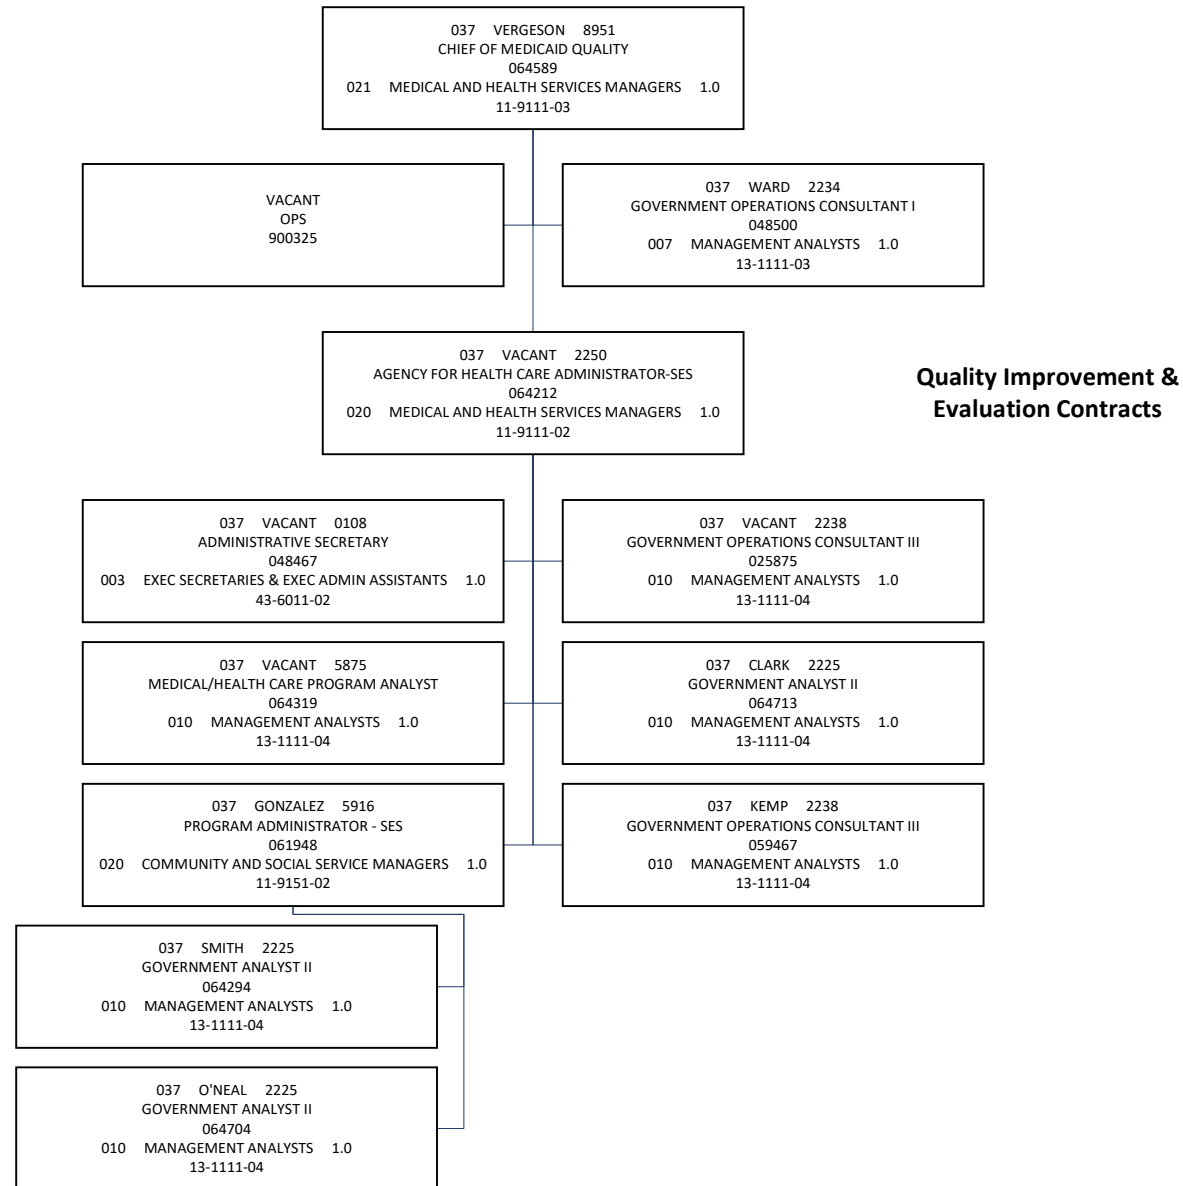 037 VERGESON 8951
CHIEF OF MEDICAID QUALITY
064589
021 MEDICAL AND HEALTH SERVICES MANAGERS 1.0
11-9111-03
VACANT
OPS
900325
037 WARD 2234
GOVERNMENT OPERATIONS CONSULTANT I
048500
007 MANAGEMENT ANALYSTS 1.0
13-1111-03
037 VACANT 2250
AGENCY FOR HEALTH CARE ADMINISTRATOR-SES
064212
020 MEDICAL AND HEALTH SERVICES MANAGERS 1.0
11-9111-02
Quality Improvement &
Evaluation Contracts
037 VACANT 0108
ADMINISTRATIVE SECRETARY
048467
003 EXEC SECRETARIES & EXEC ADMIN ASSISTANTS 1.0
43-6011-02
037 VACANT 2238
GOVERNMENT OPERATIONS CONSULTANT III
025875
010 MANAGEMENT ANALYSTS 1.0
13-1111-04
037 VACANT 5875
MEDICAL/HEALTH CARE PROGRAM ANALYST
064319
010 MANAGEMENT ANALYSTS 1.0
13-1111-04
037 CLARK 2225
GOVERNMENT ANALYST II
064713
010 MANAGEMENT ANALYSTS 1.0
13-1111-04
037 GONZALEZ 5916
PROGRAM ADMINISTRATOR - SES
061948
020 COMMUNITY AND SOCIAL SERVICE MANAGERS 1.0
11-9151-02
037 KEMP 2238
GOVERNMENT OPERATIONS CONSULTANT III
059467
010 MANAGEMENT ANALYSTS 1.0
13-1111-04
037 SMITH 2225
GOVERNMENT ANALYST II
064294
010 MANAGEMENT ANALYSTS 1.0
13-1111-04
037 O'NEAL 2225
GOVERNMENT ANALYST II
064704
010 MANAGEMENT ANALYSTS 1.0
13-1111-04